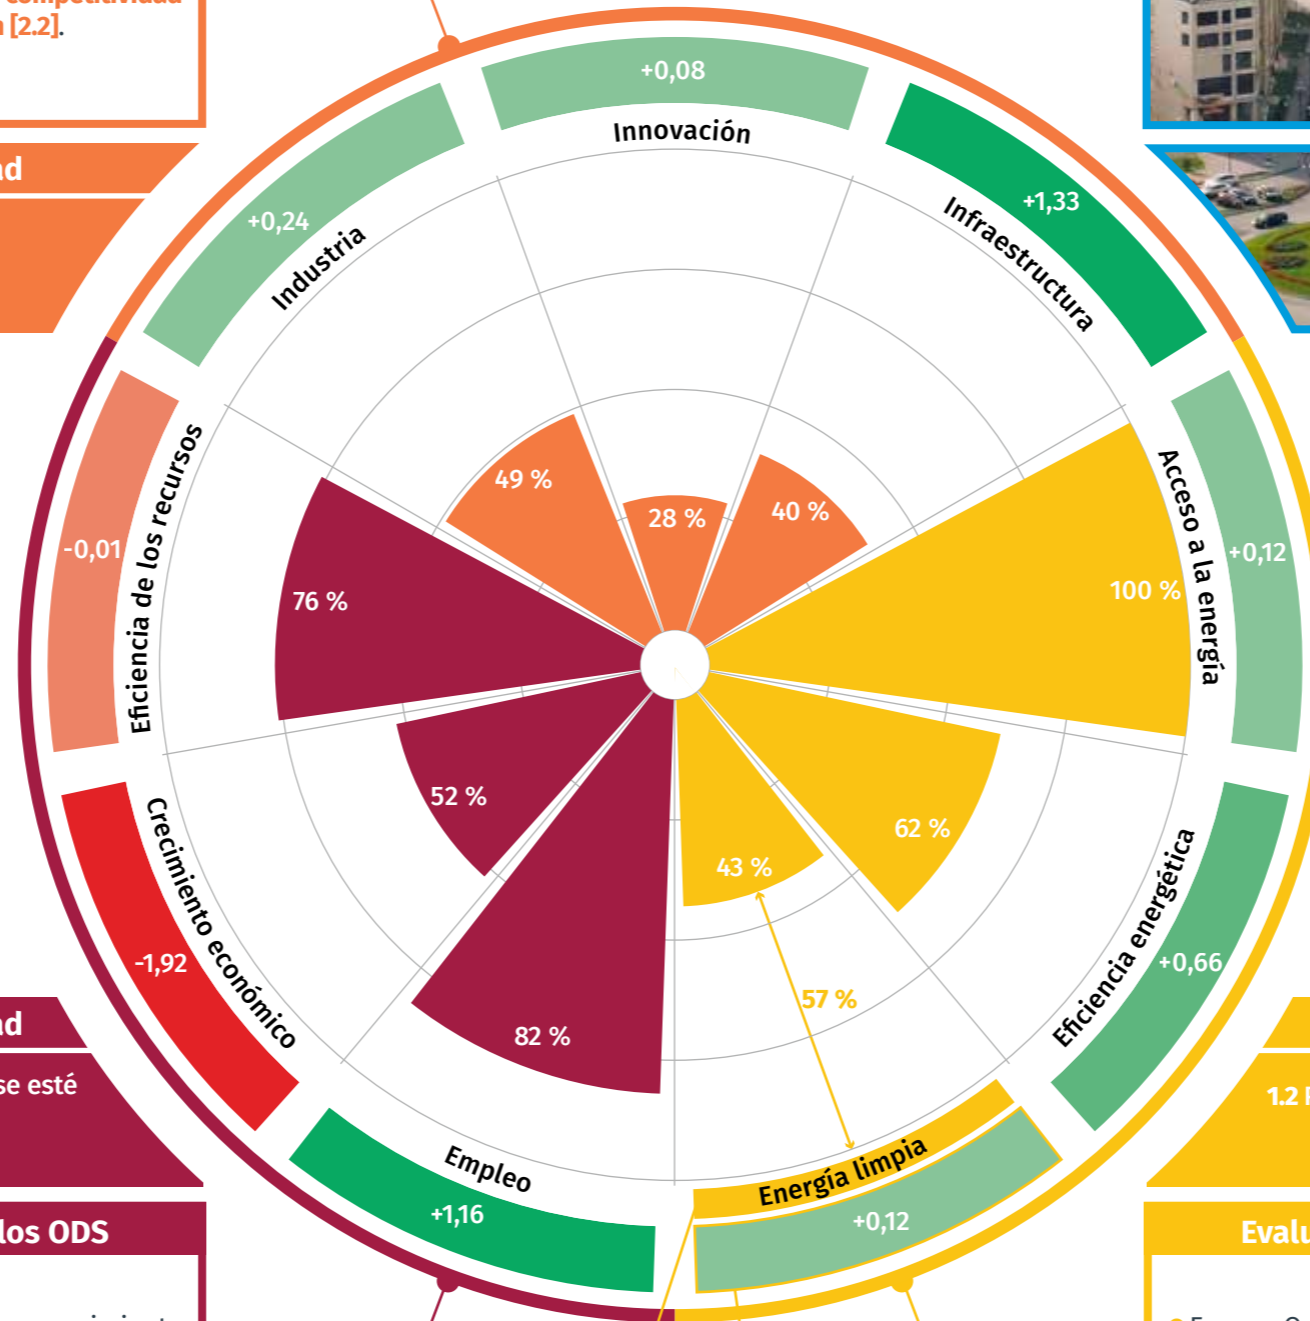 competitividad
[2.2].
ad
+0,08
Innovación
+1,33
Infraestructura
+0,24
Industria
-0,01
Eficiencia de los recursos
+0,12
Acceso a la energía
49 %
28 %
40 %
76 %
100 %
52 %
62 %
43 %
82 %
57 %
-1,92
Crecimiento económico
+0,66
Eficiencia energética
Empleo
+1,16
Energía limpia
+0,12
ad
se esté
los ODS
1.2
Evalu